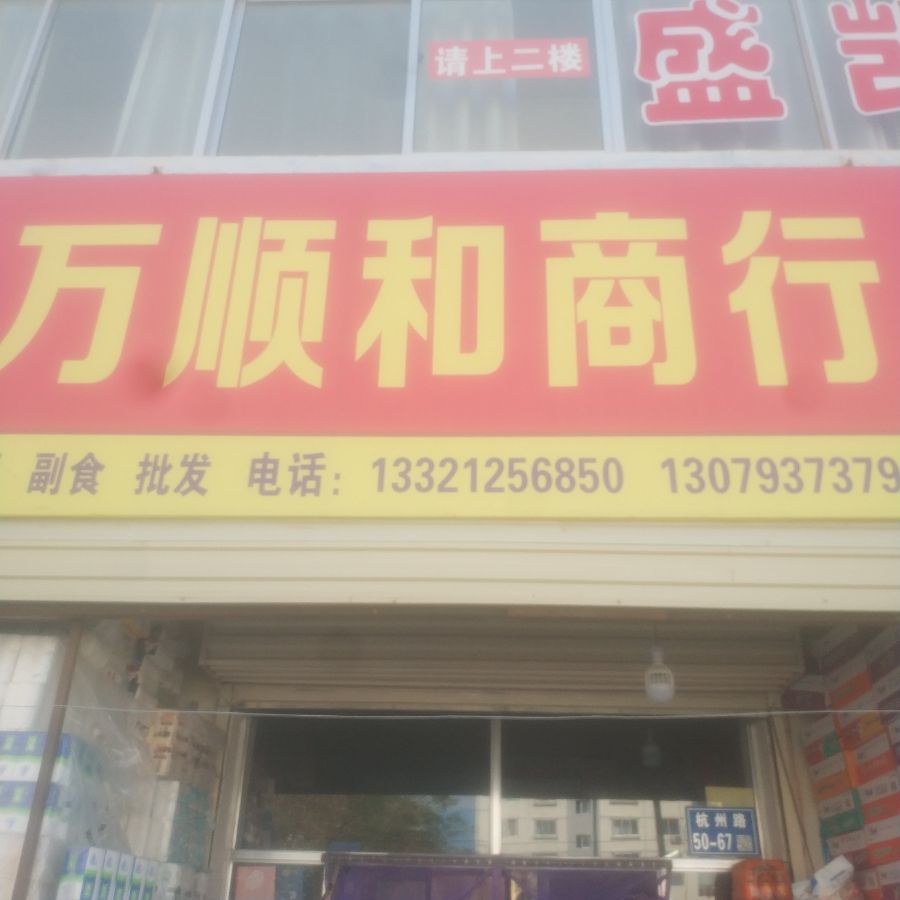 请上二楼
盛
万顺和商行
副食 批发 电话：13321256850 1307937379
杭州路
50-67